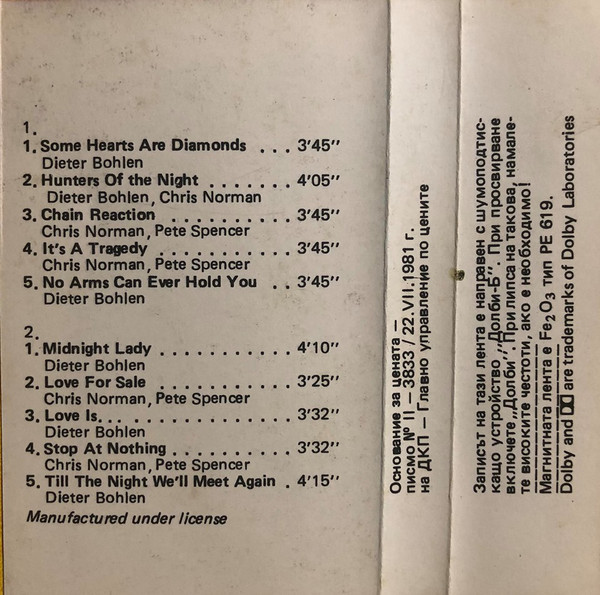 1.
1. Some Hearts Are Diamonds . . . 3'45''
Dieter Bohlen
2. Hunters Of the Night . . . . . . . 4'05''
Dieter Bohlen, Chris Norman
3. Chain Reaction . . . . . . . . . . 3'45''
Chris Norman, Pete Spencer
4. It's A Tragedy . . . . . . . . . . . 3'45''
Chris Norman, Pete Spencer
5. No Arms Can Ever Hold You . . 3'45''
Dieter Bohlen
2.
1. Midnight Lady . . . . . . . . . . . 4'10''
Dieter Bohlen
2. Love For Sale . . . . . . . . . . . 3'25''
Chris Norman, Pete Spencer
3. Love Is. . . . . . . . . . . . . . . 3'32''
Dieter Bohlen
4. Stop At Nothing . . . . . . . . . . 3'32''
Chris Norman, Pete Spencer
5. Till The Night We'll Meet Again . 4'15''
Dieter Bohlen
Manufactured under license
Основание за цената —
писмо № II — 3833 / 22.VII.1981 г.
на ДКП — Главно управление по цените
Записът на тази лента е направен с шумоподтис-
кащо устройство „Долби-Б''. При просвирване
включете „Долби''. При липса на такова, намале-
те високите честоти, ако е необходимо!
Магнитната лента е Fe2O3 тип PE 619.
Dolby and are trademarks of Dolby Laboratories